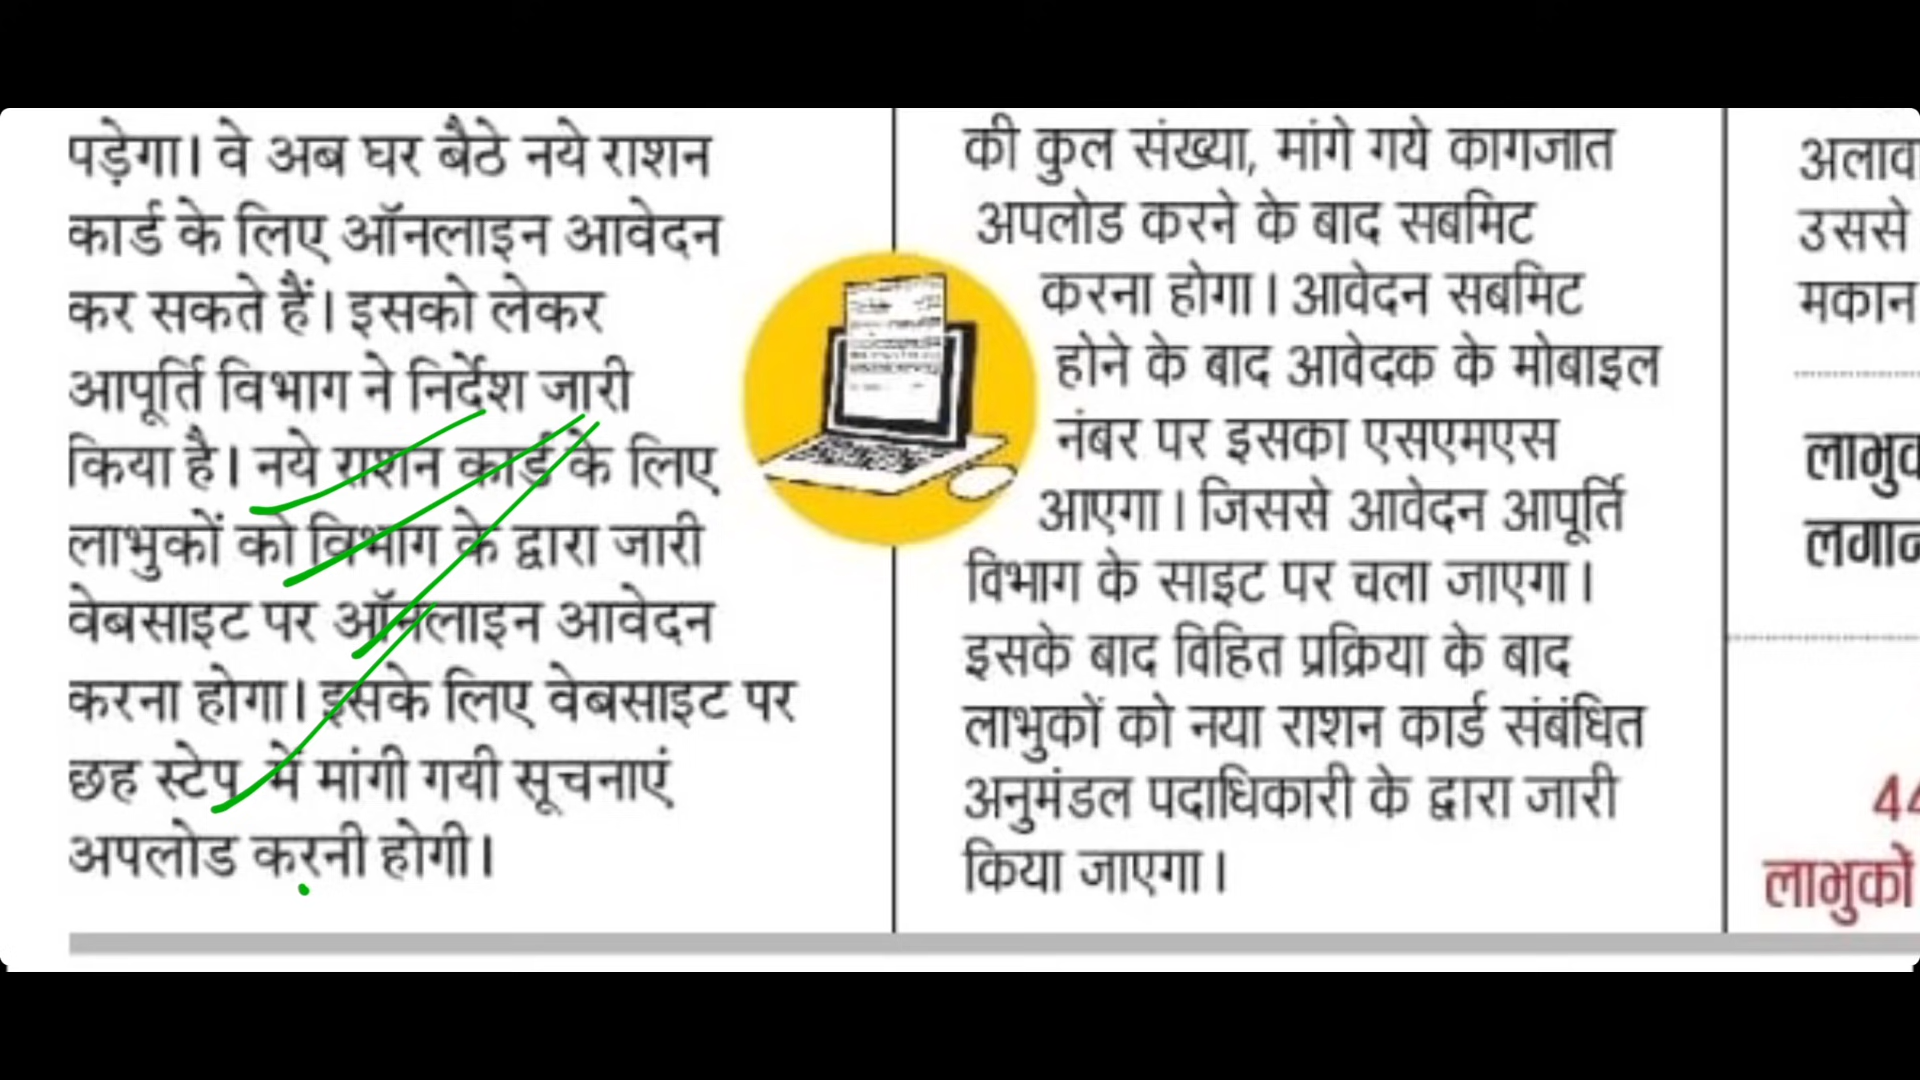 पड़ेगा। वे अब घर बैठे नये राशन
कार्ड के लिए ऑनलाइन आवेदन
कर सकते हैं। इसको लेकर
आपूर्ति विभाग ने निर्देश जारी
किया है। नये राशन कार्ड के लिए
लाभुकों को विभाग के द्वारा जारी
वेबसाइट पर ऑनलाइन आवेदन
करना होगा। इसके लिए वेबसाइट पर
छह स्टेप में मांगी गयी सूचनाएं
अपलोड करनी होगी।
की कुल संख्या, मांगे गये कागजात
अपलोड करने के बाद सबमिट
करना होगा। आवेदन सबमिट
होने के बाद आवेदक के मोबाइल
नंबर पर इसका एसएमएस
आएगा। जिससे आवेदन आपूर्ति
विभाग के साइट पर चला जाएगा।
इसके बाद विहित प्रक्रिया के बाद
लाभुकों को नया राशन कार्ड संबंधित
अनुमंडल पदाधिकारी के द्वारा जारी
किया जाएगा।
उससे
मकान
44
लाभुकों